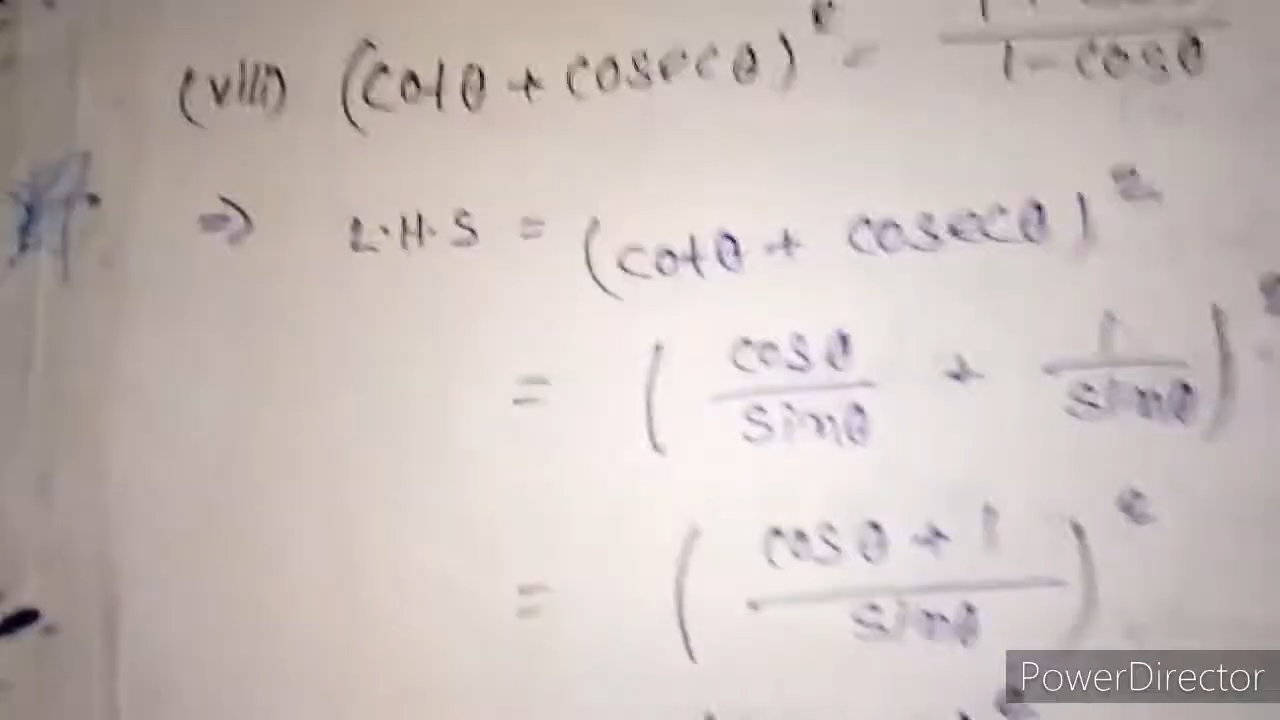 (viii) (cotθ + cosecθ)² = / 1-cosθ
⇒ L.H.S = (cotθ + cosecθ)²
= ( cosθ/sinθ + 1/sinθ )²
= ( cosθ + 1/sinθ )²
PowerDirector